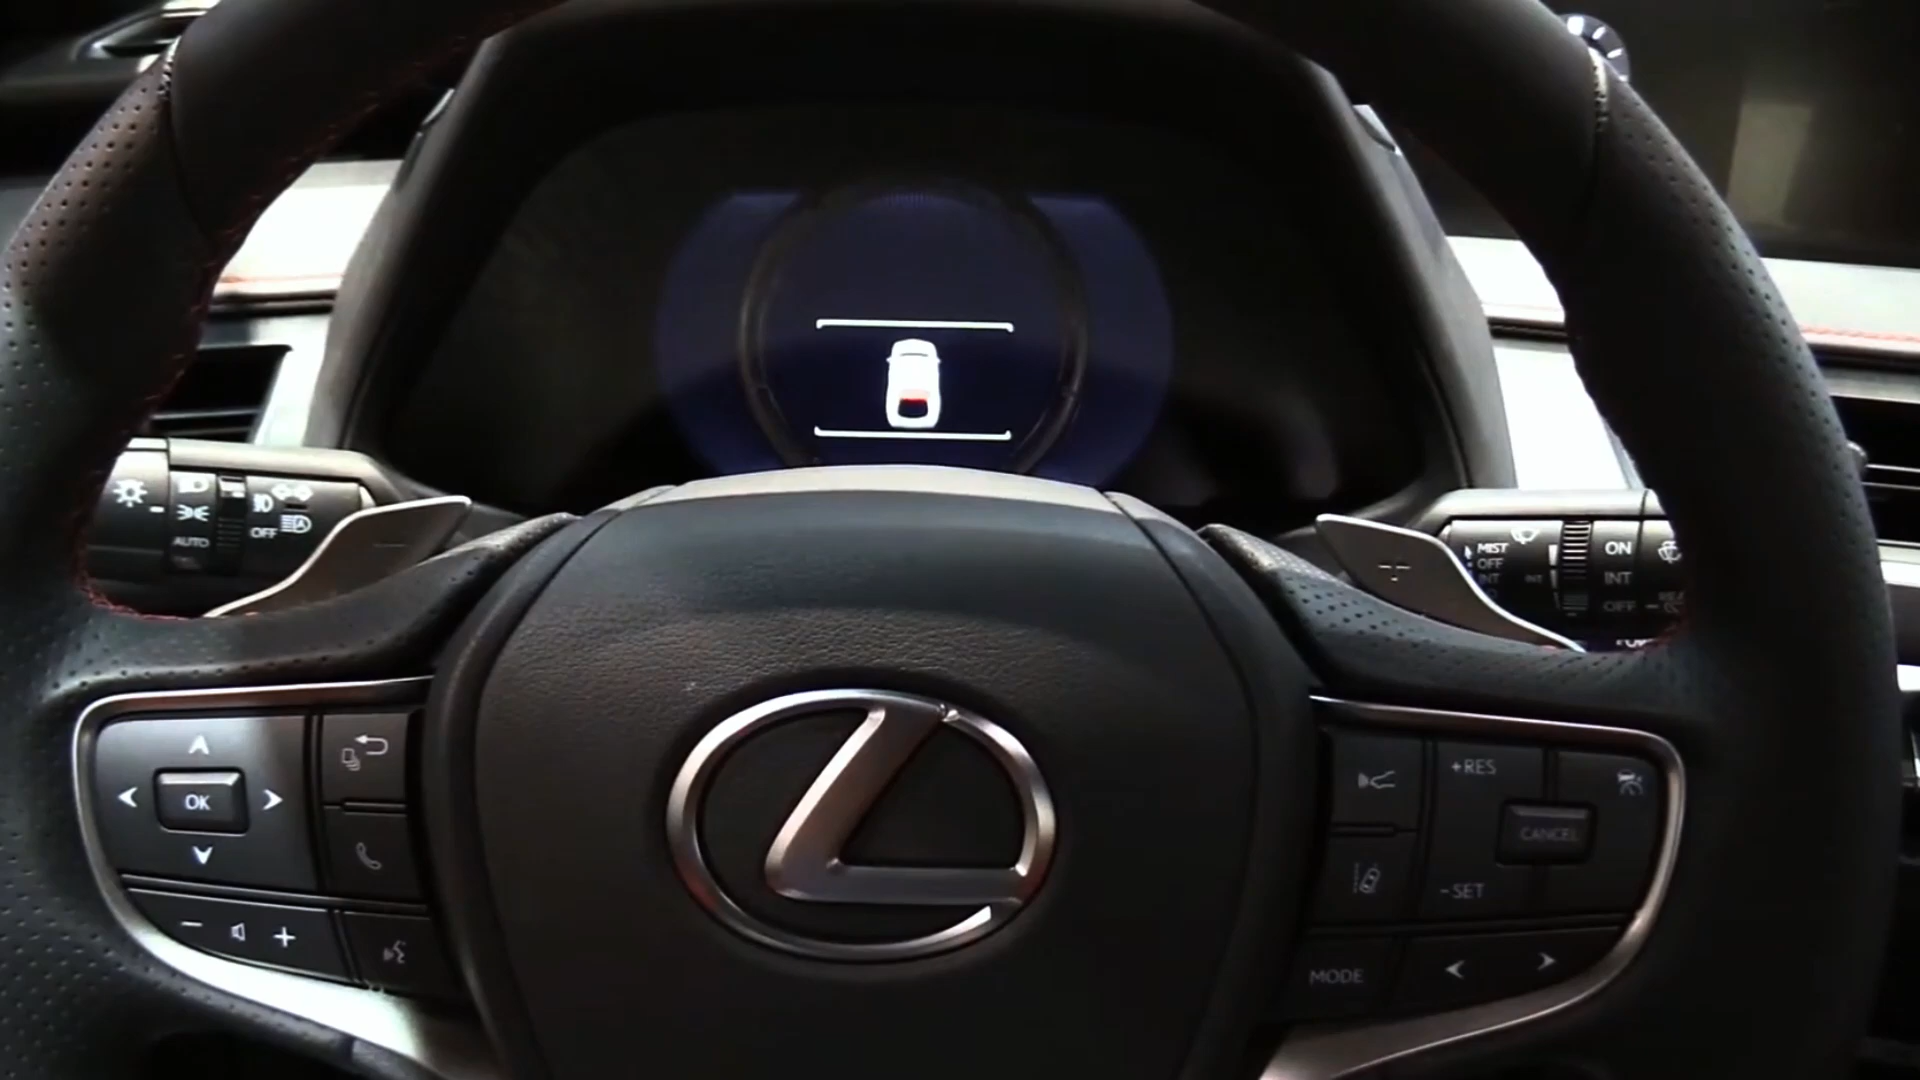 AUTO
OFF
MIST
OFF
INT
INT
ON
INT
OFF
OK
+RES
CANCEL
-SET
MODE